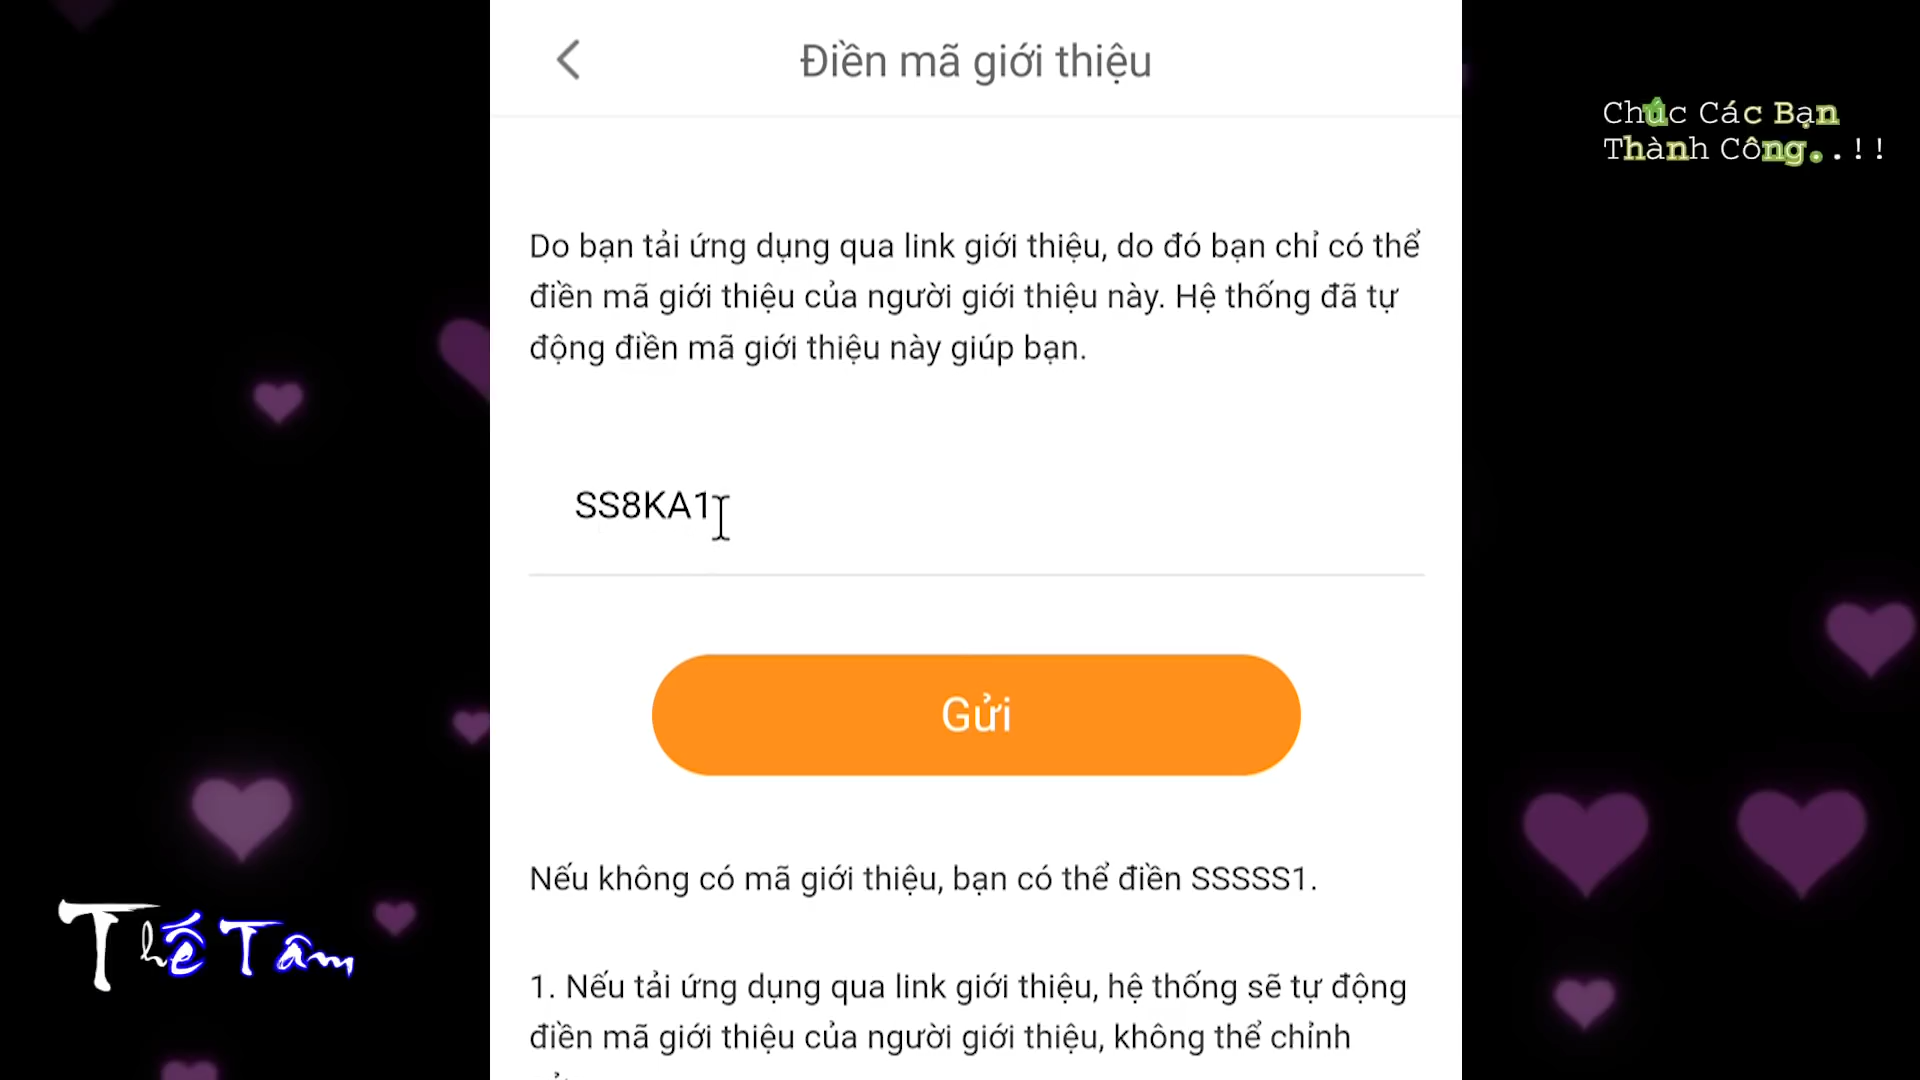 Điền mã giới thiệu
Chúc Các Bạn
Thành Công..!!
Do bạn tải ứng dụng qua link giới thiệu, do đó bạn chỉ có thể
điền mã giới thiệu của người giới thiệu này. Hệ thống đã tự
động điền mã giới thiệu này giúp bạn.
SS8KA1
Gửi
Nếu không có mã giới thiệu, bạn có thể điền SSSSS1.
Thế Tâm
1. Nếu tải ứng dụng qua link giới thiệu, hệ thống sẽ tự động
điền mã giới thiệu của người giới thiệu, không thể chỉnh